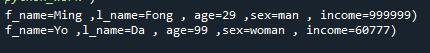 f_name=Ming ,l_name=Fong , age=29 ,sex=man , income=999999)
f_name=Yo ,l_name=Da , age=99 ,sex=woman , income=60777)